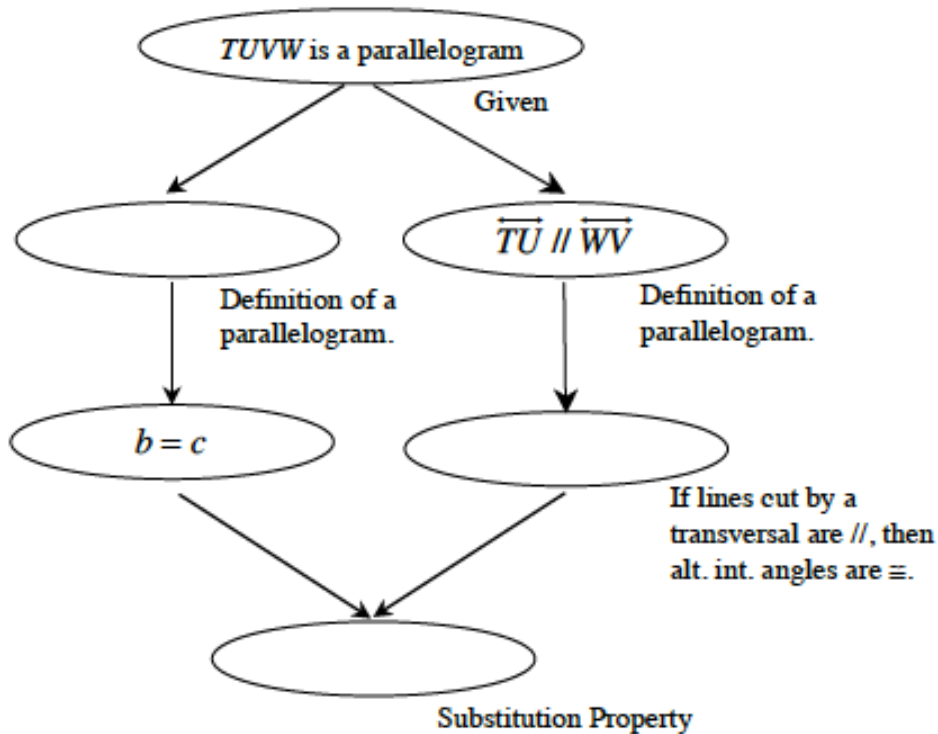 TUVW is a parallelogram
Given
TU // WV
Definition of a
parallelogram.
Definition of a
parallelogram.
b = c
If lines cut by a
transversal are //, then
alt. int. angles are ≅.
Substitution Property